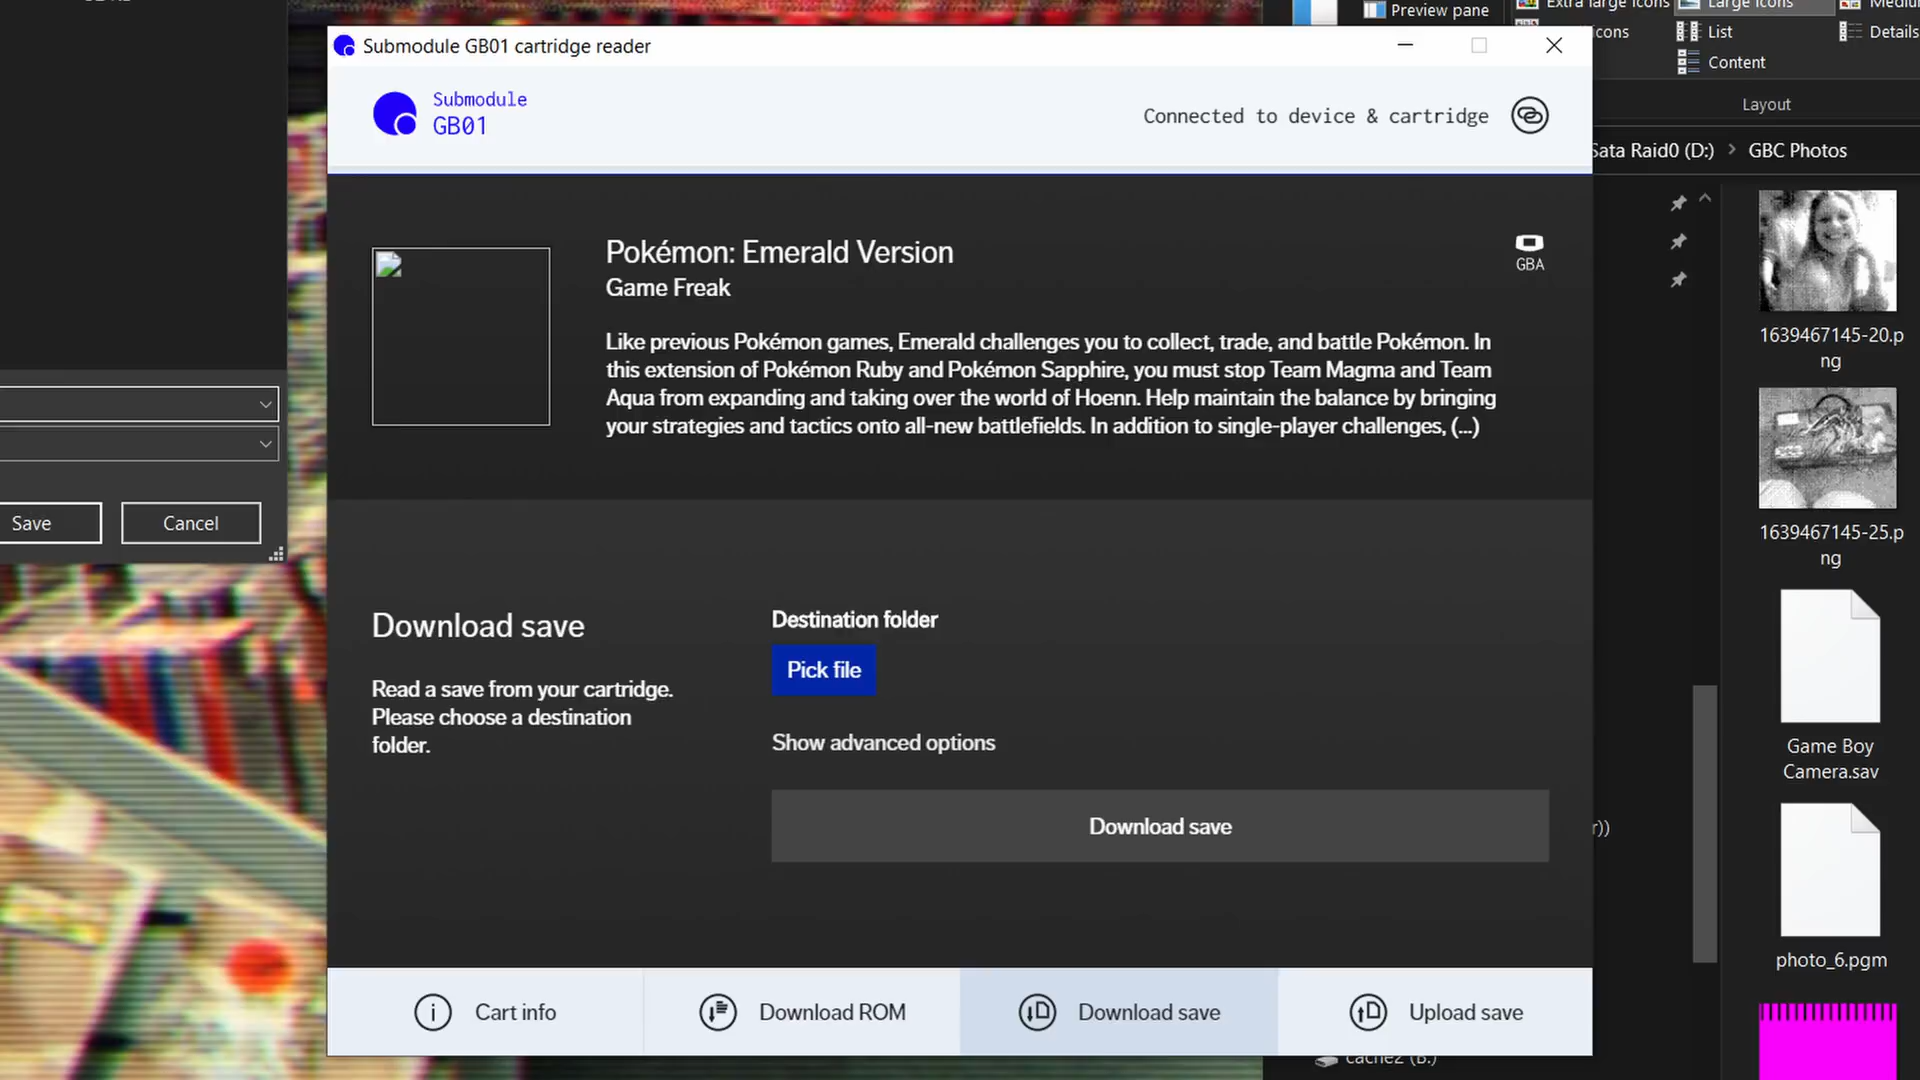 Preview pane
Extra large icons
Large icons
List
Details
Content
Layout
Submodule GB01 cartridge reader
Submodule
GB01
Connected to device & cartridge
Sata Raid0 (D:)
GBC Photos
Pokémon: Emerald Version
Game Freak
GBA
Like previous Pokémon games, Emerald challenges you to collect, trade, and battle Pokémon. In
this extension of Pokémon Ruby and Pokémon Sapphire, you must stop Team Magma and Team
Aqua from expanding and taking over the world of Hoenn. Help maintain the balance by bringing
your strategies and tactics onto all-new battlefields. In addition to single-player challenges, (...)
1639467145-20.p
ng
Save
Cancel
1639467145-25.p
ng
Download save
Read a save from your cartridge.
Please choose a destination
folder.
Destination folder
Pick file
Show advanced options
Download save
Game Boy
Camera.sav
r))
photo_6.pgm
Cart info
Download ROM
Download save
Upload save
cache2 (B:)